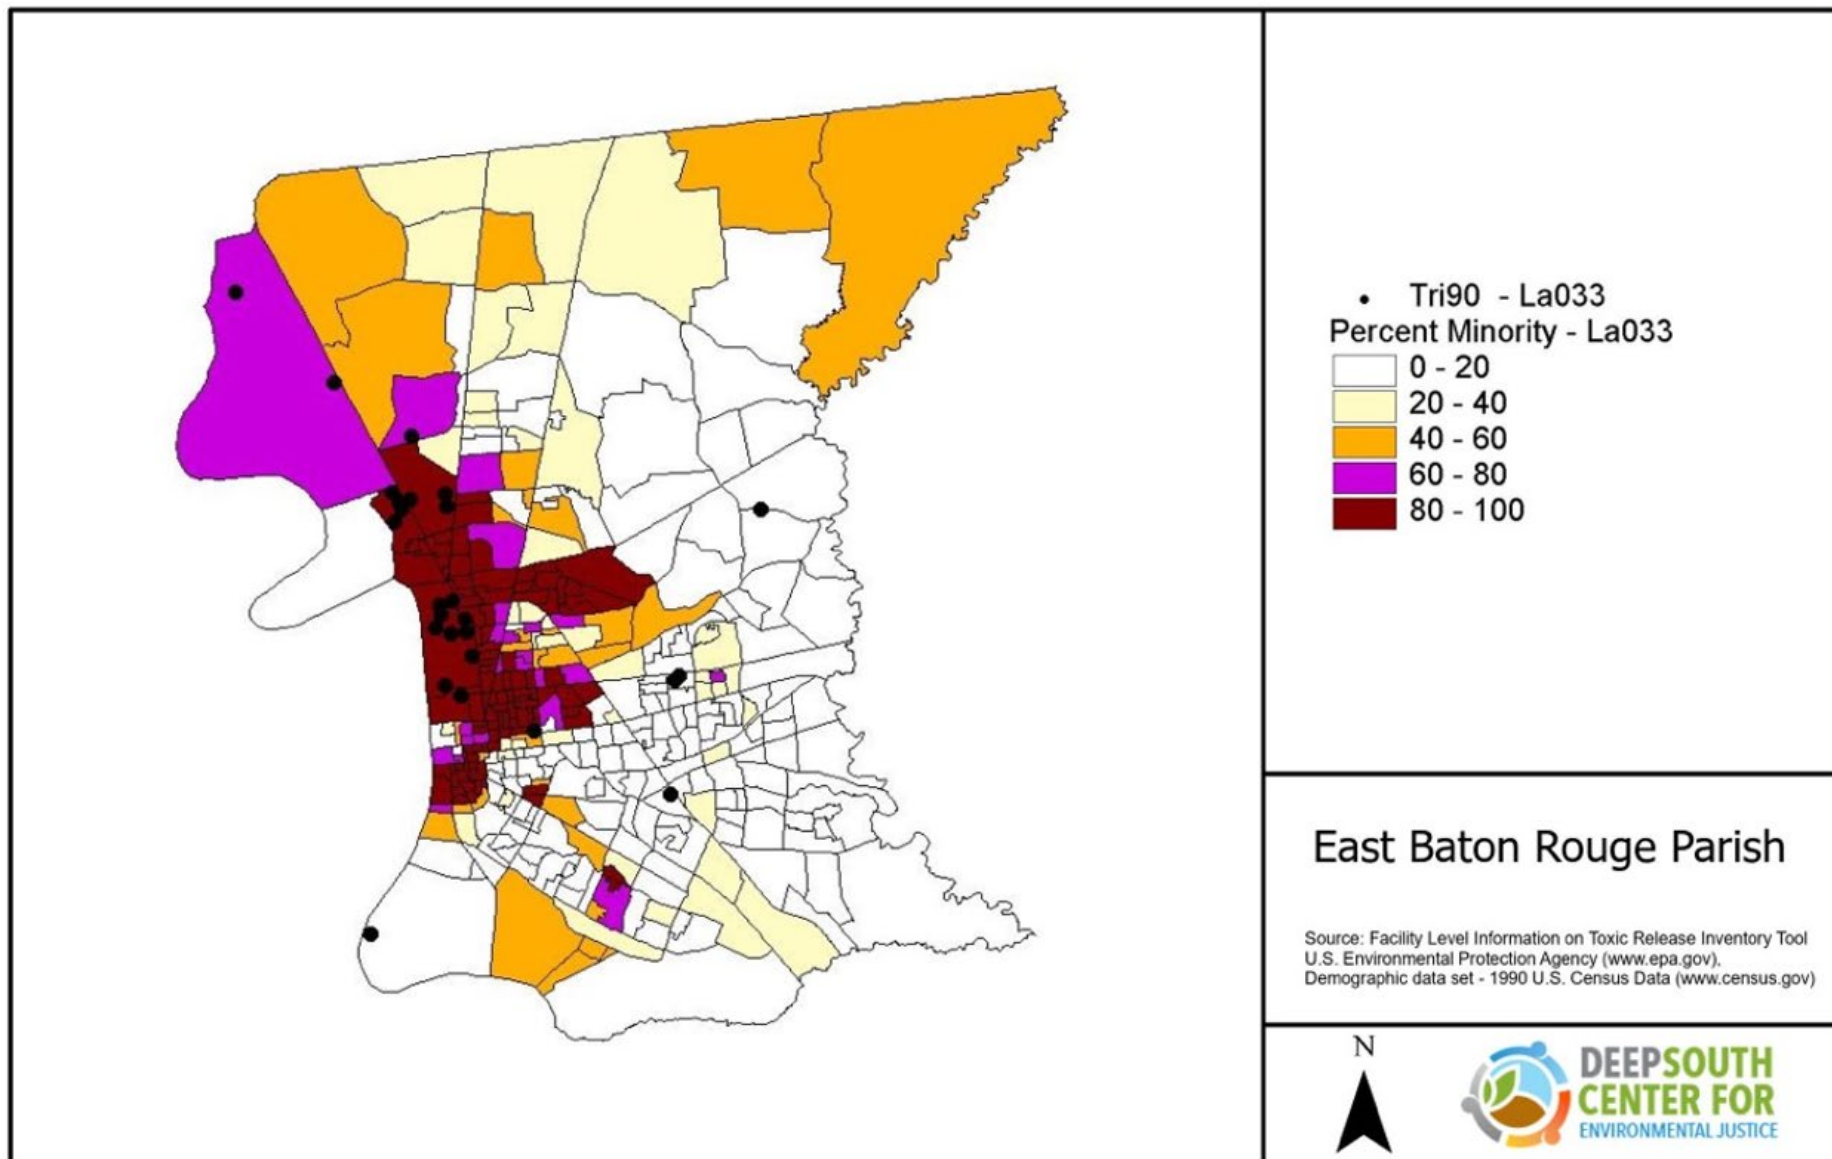 Tri90 - La033
Percent Minority - La033
0 - 20
20 - 40
40 - 60
60 - 80
80 - 100
East Baton Rouge Parish
Source: Facility Level Information on Toxic Release Inventory Tool
U.S. Environmental Protection Agency (www.epa.gov),
Demographic data set - 1990 U.S. Census Data (www.census.gov)
N
DEEPSOUTH
CENTER FOR
ENVIRONMENTAL JUSTICE